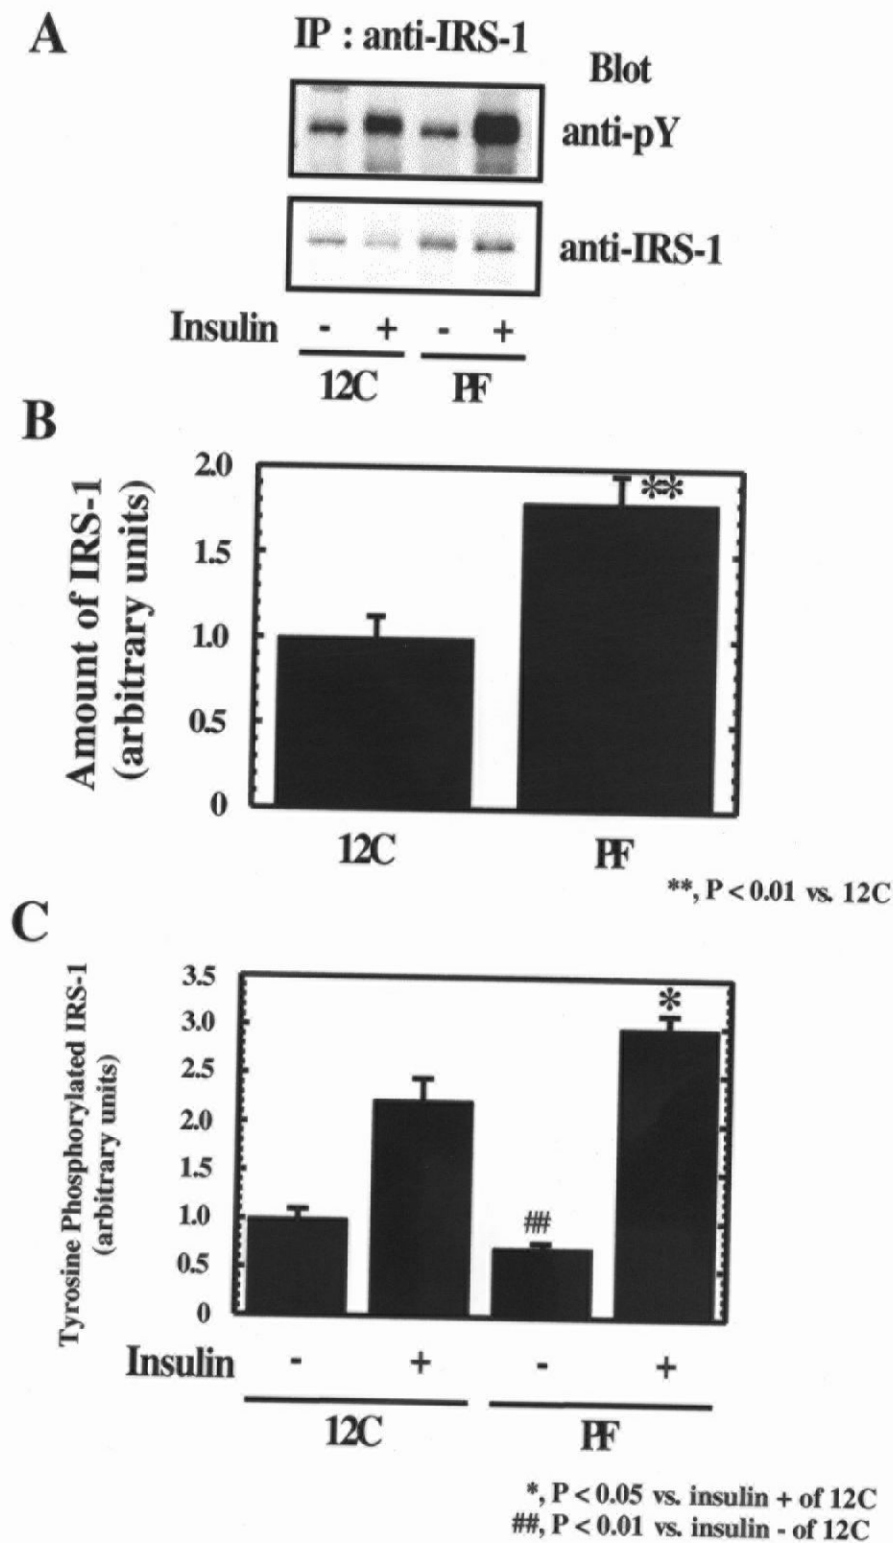 A
IP : anti-IRS-1
Blot
anti-pY
anti-IRS-1
Insulin - + - +
12C PF
B
Amount of IRS-1
(arbitrary units)
2.0
1.5
1.0
0.5
0
**
12C PF
**, P < 0.01 vs. 12C
C
Tyrosine Phosphorylated IRS-1
(arbitrary units)
3.5
3.0
2.5
2.0
1.5
1.0
0.5
0
##
*
Insulin - + - +
12C PF
*, P < 0.05 vs. insulin + of 12C
##, P < 0.01 vs. insulin - of 12C